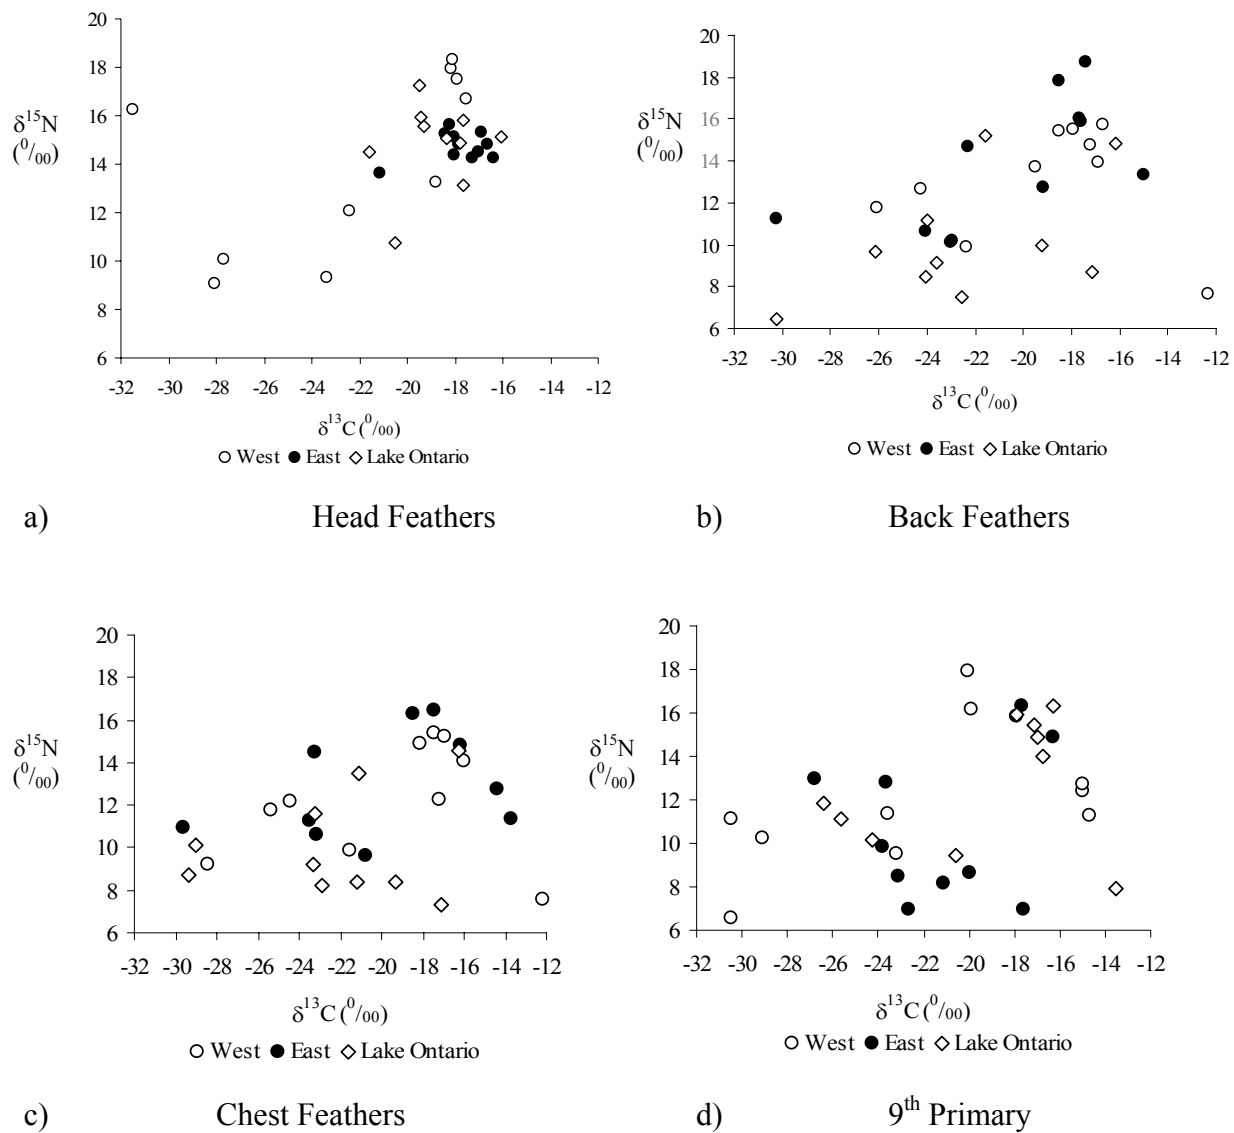 20
18
16
14
12
10
8
6
δ15N
(0/00)
-32 -30 -28 -26 -24 -22 -20 -18 -16 -14 -12
δ13C (0/00)
West East Lake Ontario
a) Head Feathers
20
18
16
14
12
10
8
6
δ15N
(0/00)
-32 -30 -28 -26 -24 -22 -20 -18 -16 -14 -12
δ13C (0/00)
West East Lake Ontario
b) Back Feathers
20
18
16
14
12
10
8
6
δ15N
(0/00)
-32 -30 -28 -26 -24 -22 -20 -18 -16 -14 -12
δ13C (0/00)
West East Lake Ontario
c) Chest Feathers
20
18
16
14
12
10
8
6
δ15N
(0/00)
-32 -30 -28 -26 -24 -22 -20 -18 -16 -14 -12
δ13C (0/00)
West East Lake Ontario
d) 9th Primary